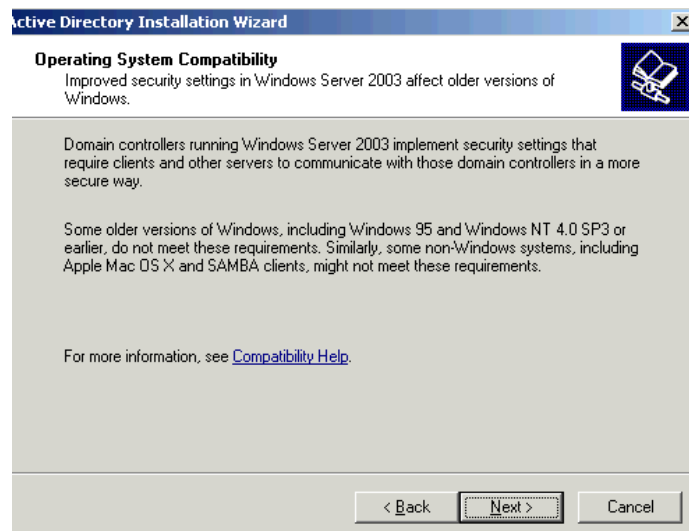 Active Directory Installation Wizard
Operating System Compatibility
Improved security settings in Windows Server 2003 affect older versions of
Windows.
Domain controllers running Windows Server 2003 implement security settings that
require clients and other servers to communicate with those domain controllers in a more
secure way.
Some older versions of Windows, including Windows 95 and Windows NT 4.0 SP3 or
earlier, do not meet these requirements. Similarly, some non-Windows systems, including
Apple Mac OS X and SAMBA clients, might not meet these requirements.
For more information, see Compatibility Help.
< Back
Next >
Cancel